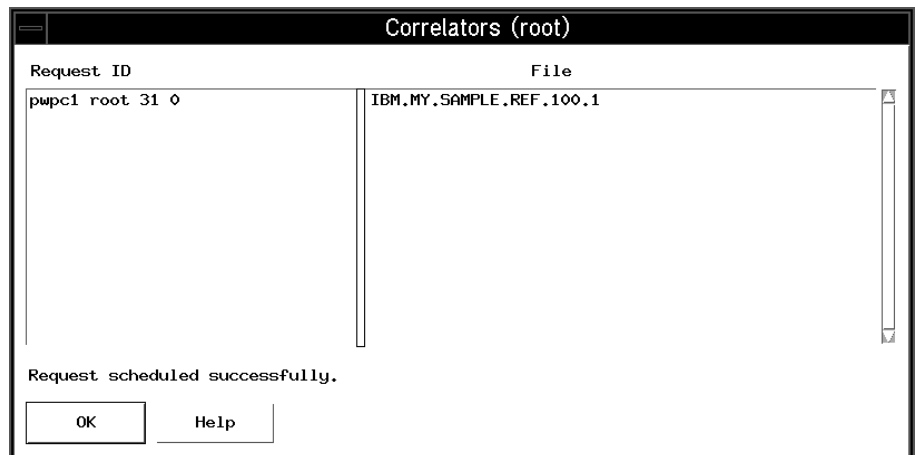 Correlators (root)
Request ID File
pwpc1 root 31 0 IBM.MY.SAMPLE.REF.100.1
Request scheduled successfully.
OK Help